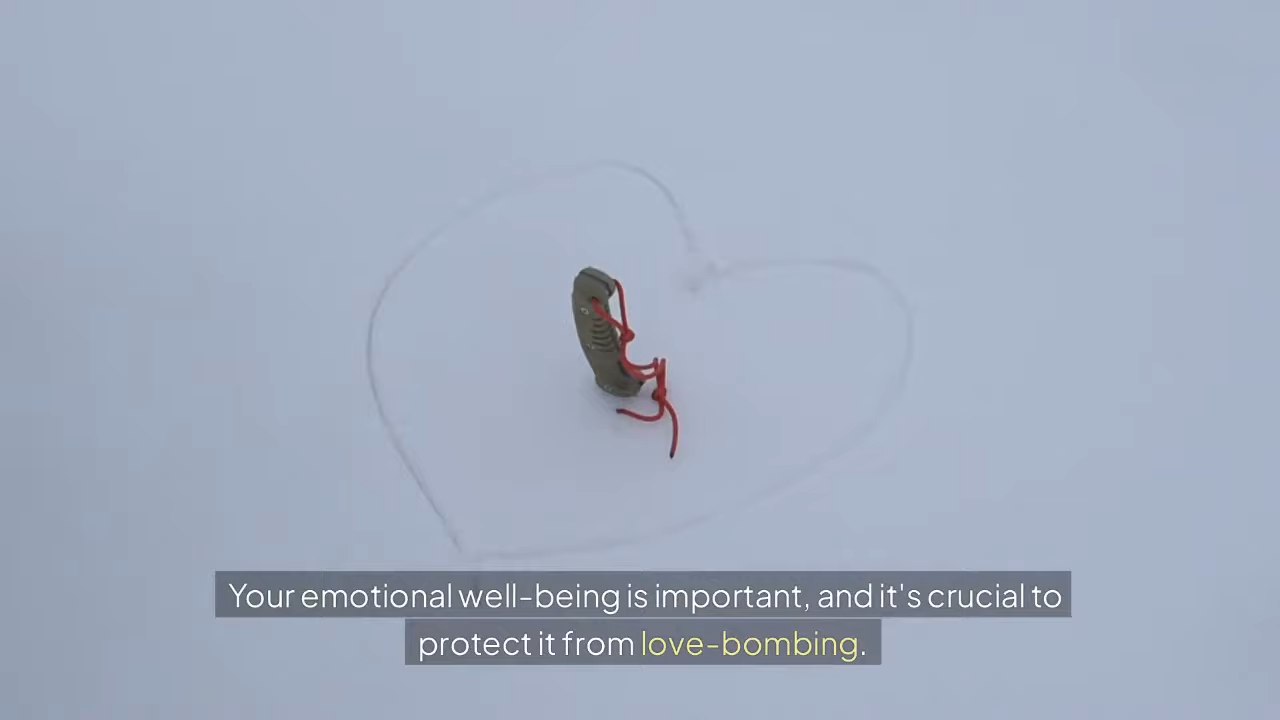 Your emotional well-being is important, and it's crucial to
protect it from love-bombing.